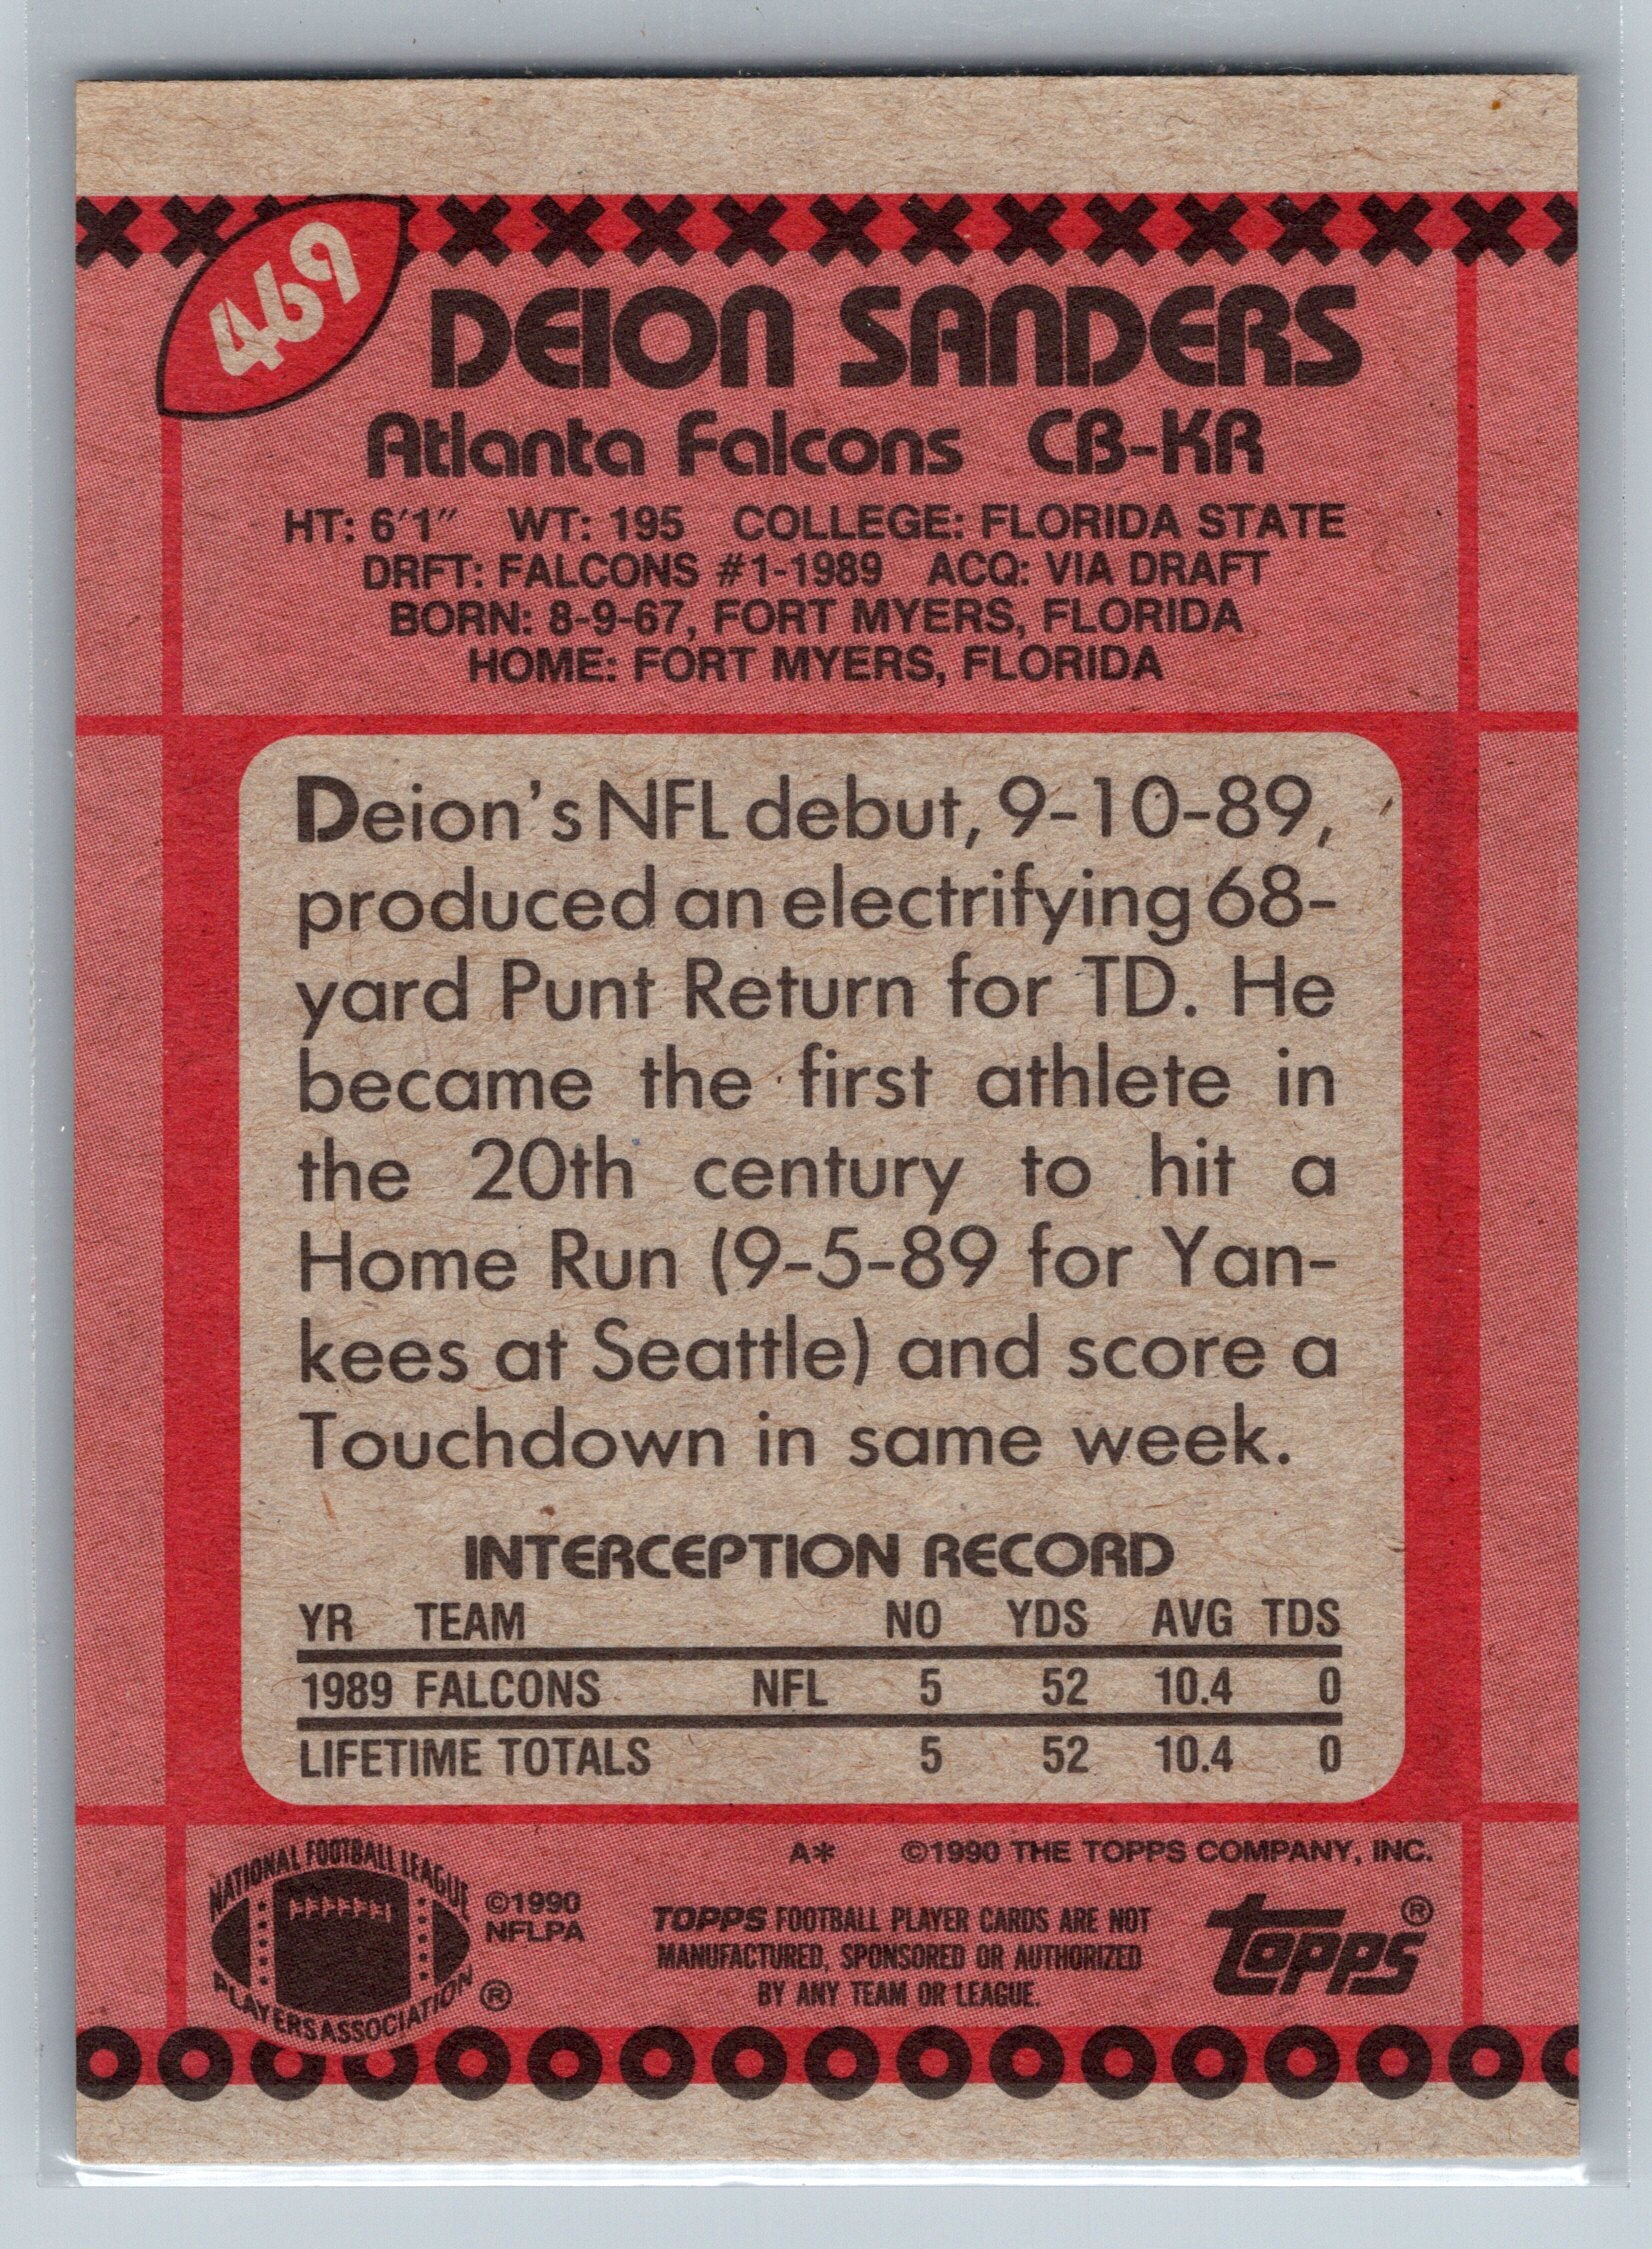 469
DEION SANDERS
Atlanta Falcons CB-KR
HT: 6'1" WT: 195 COLLEGE: FLORIDA STATE
DRFT: FALCONS #1-1989 ACQ: VIA DRAFT
BORN: 8-9-67, FORT MYERS, FLORIDA
HOME: FORT MYERS, FLORIDA
Deion's NFL debut, 9-10-89,
produced an electrifying 68-
yard Punt Return for TD. He
became the first athlete in
the 20th century to hit a
Home Run (9-5-89 for Yan-
kees at Seattle) and score a
Touchdown in same week.
INTERCEPTION RECORD
YR TEAM NO YDS AVG TDS
1989 FALCONS NFL 5 52 10.4 0
LIFETIME TOTALS 5 52 10.4 0
A* ©1990 THE TOPPS COMPANY, INC.
NATIONAL FOOTBALL LEAGUE
PLAYERS ASSOCIATION ®
©1990
NFLPA
TOPPS FOOTBALL PLAYER CARDS ARE NOT
MANUFACTURED, SPONSORED OR AUTHORIZED
BY ANY TEAM OR LEAGUE.
topps ®